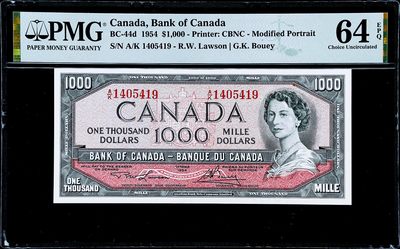 PMG
PAPER MONEY GUARANTY
Canada, Bank of Canada
BC-44d 1954 $1,000 - Printer: CBNC - Modified Portrait
S/N A/K 1405419 - R.W. Lawson | G.K. Bouey
64 EPQ
Choice Uncirculated
1000
A/K 1405419
A/K 1405419
CANADA
ONE THOUSAND DOLLARS
1000
MILLE DOLLARS
BANK OF CANADA - BANQUE DU CANADA
ONE THOUSAND
MILLE